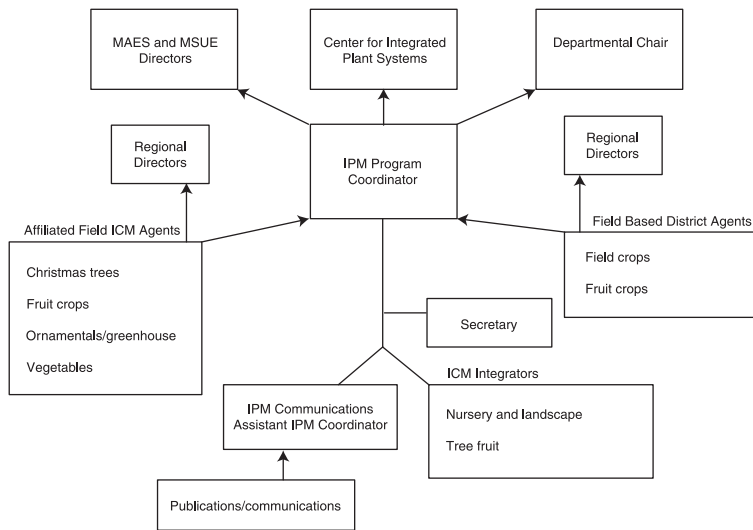 MAES and MSUE
Directors
Center for Integrated
Plant Systems
Departmental Chair
Regional
Directors
IPM Program
Coordinator
Regional
Directors
Affiliated Field ICM Agents
Christmas trees
Fruit crops
Ornamentals/greenhouse
Vegetables
Field Based District Agents
Field crops
Fruit crops
Secretary
IPM Communications
Assistant IPM Coordinator
ICM Integrators
Nursery and landscape
Tree fruit
Publications/communications